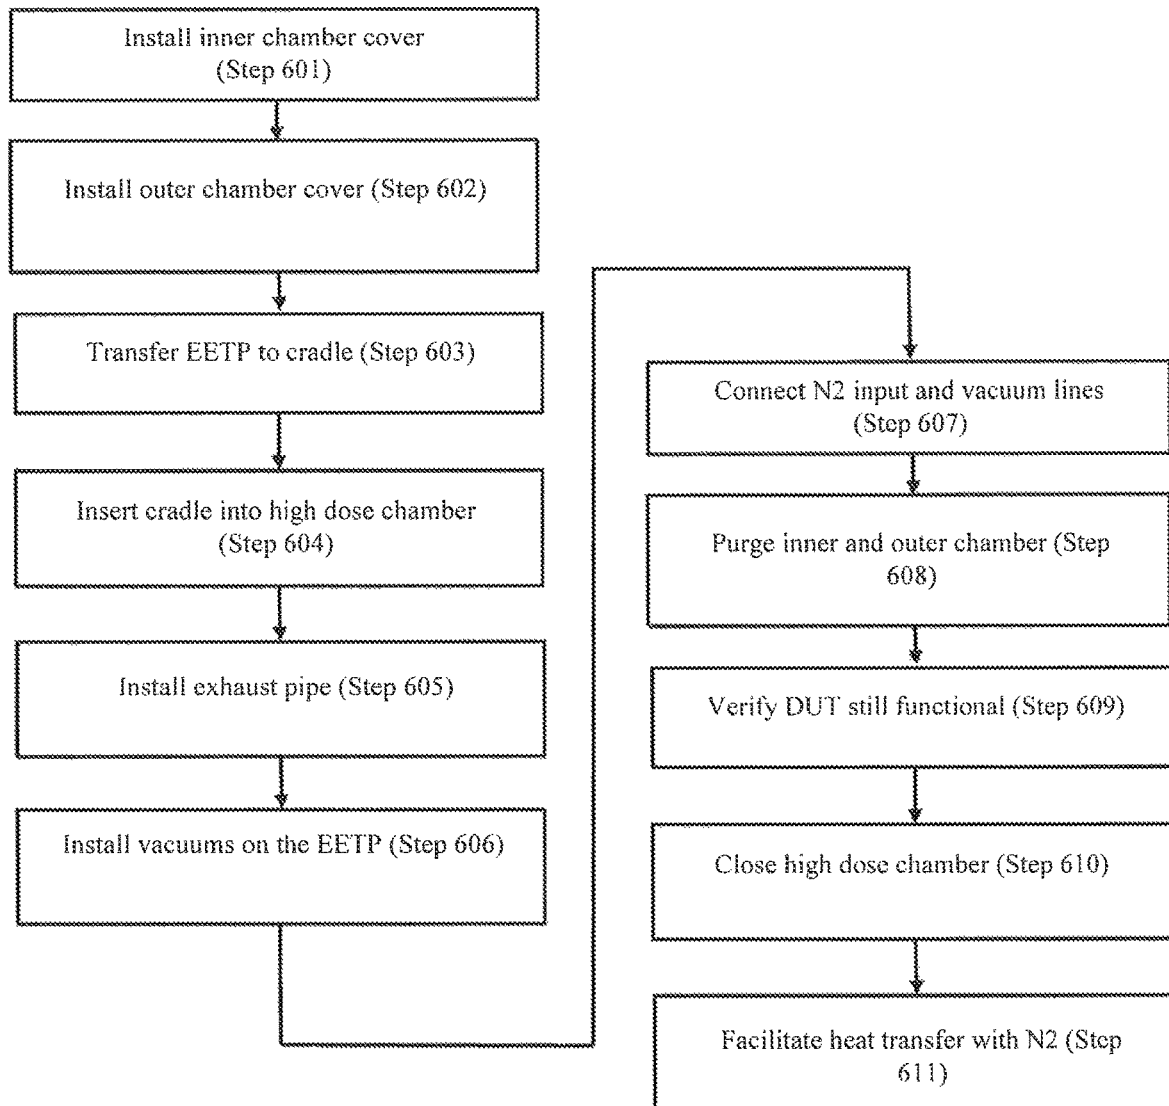 Install inner chamber cover
(Step 601)
Install outer chamber cover (Step 602)
Transfer EETP to cradle (Step 603)
Insert cradle into high dose chamber
(Step 604)
Install exhaust pipe (Step 605)
Install vacuums on the EETP (Step 606)
Connect N2 input and vacuum lines
(Step 607)
Purge inner and outer chamber (Step
608)
Verify DUT still functional (Step 609)
Close high dose chamber (Step 610)
Facilitate heat transfer with N2 (Step
611)